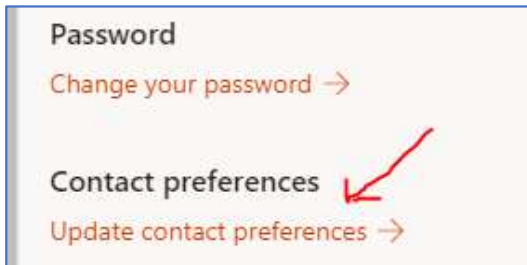 Password
Change your password →
Contact preferences
Update contact preferences →